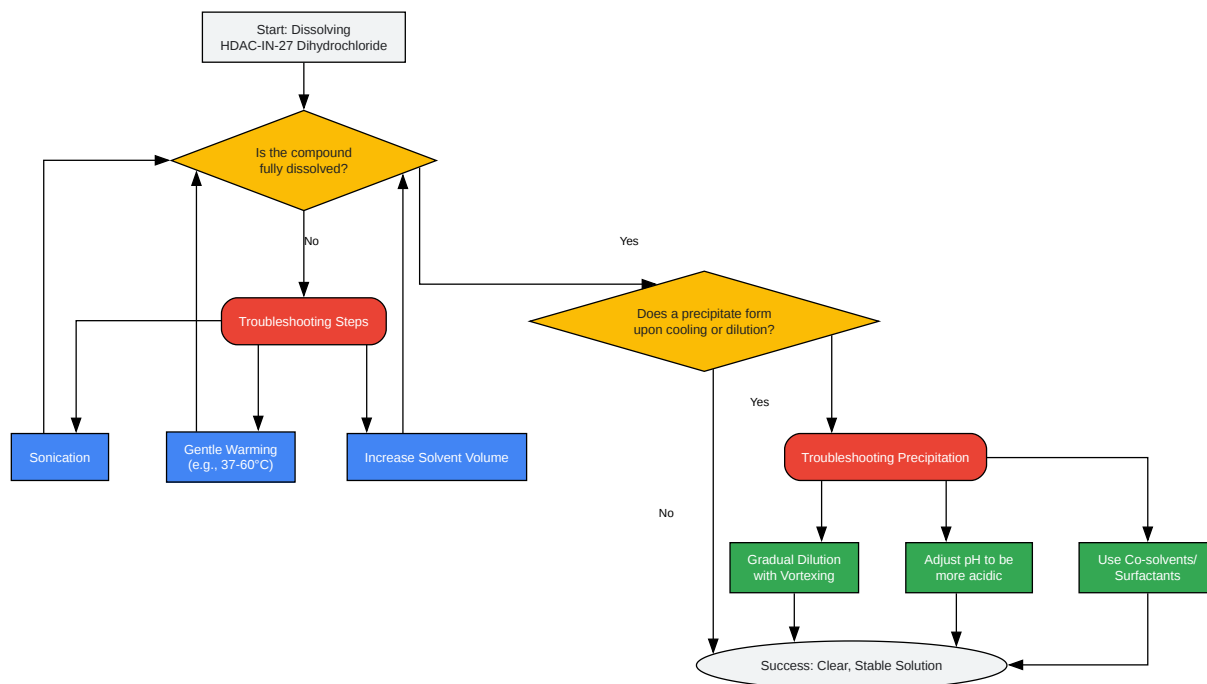 Start: Dissolving
HDAC-IN-27 Dihydrochloride
Is the compound
fully dissolved?
No
Yes
Troubleshooting Steps
Does a precipitate form
upon cooling or dilution?
Sonication
Gentle Warming
(e.g., 37-60°C)
Increase Solvent Volume
Yes
Troubleshooting Precipitation
No
Gradual Dilution
with Vortexing
Adjust pH to be
more acidic
Use Co-solvents/
Surfactants
Success: Clear, Stable Solution